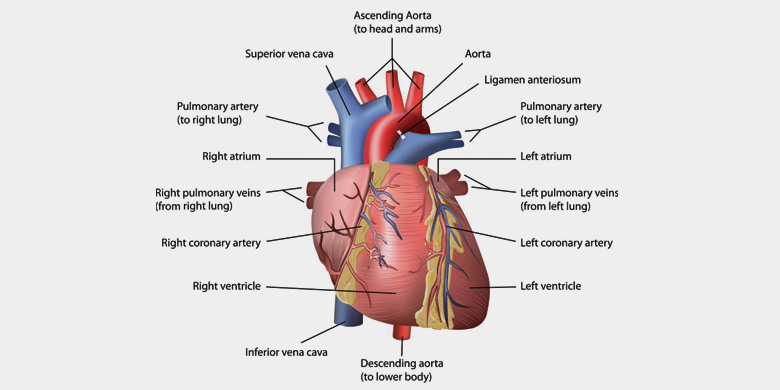 Ascending Aorta
(to head and arms)
Superior vena cava
Aorta
Ligamen anteriosum
Pulmonary artery
(to right lung)
Pulmonary artery
(to left lung)
Right atrium
Left atrium
Right pulmonary veins
(from right lung)
Left pulmonary veins
(from left lung)
Right coronary artery
Left coronary artery
Right ventricle
Left ventricle
Inferior vena cava
Descending aorta
(to lower body)